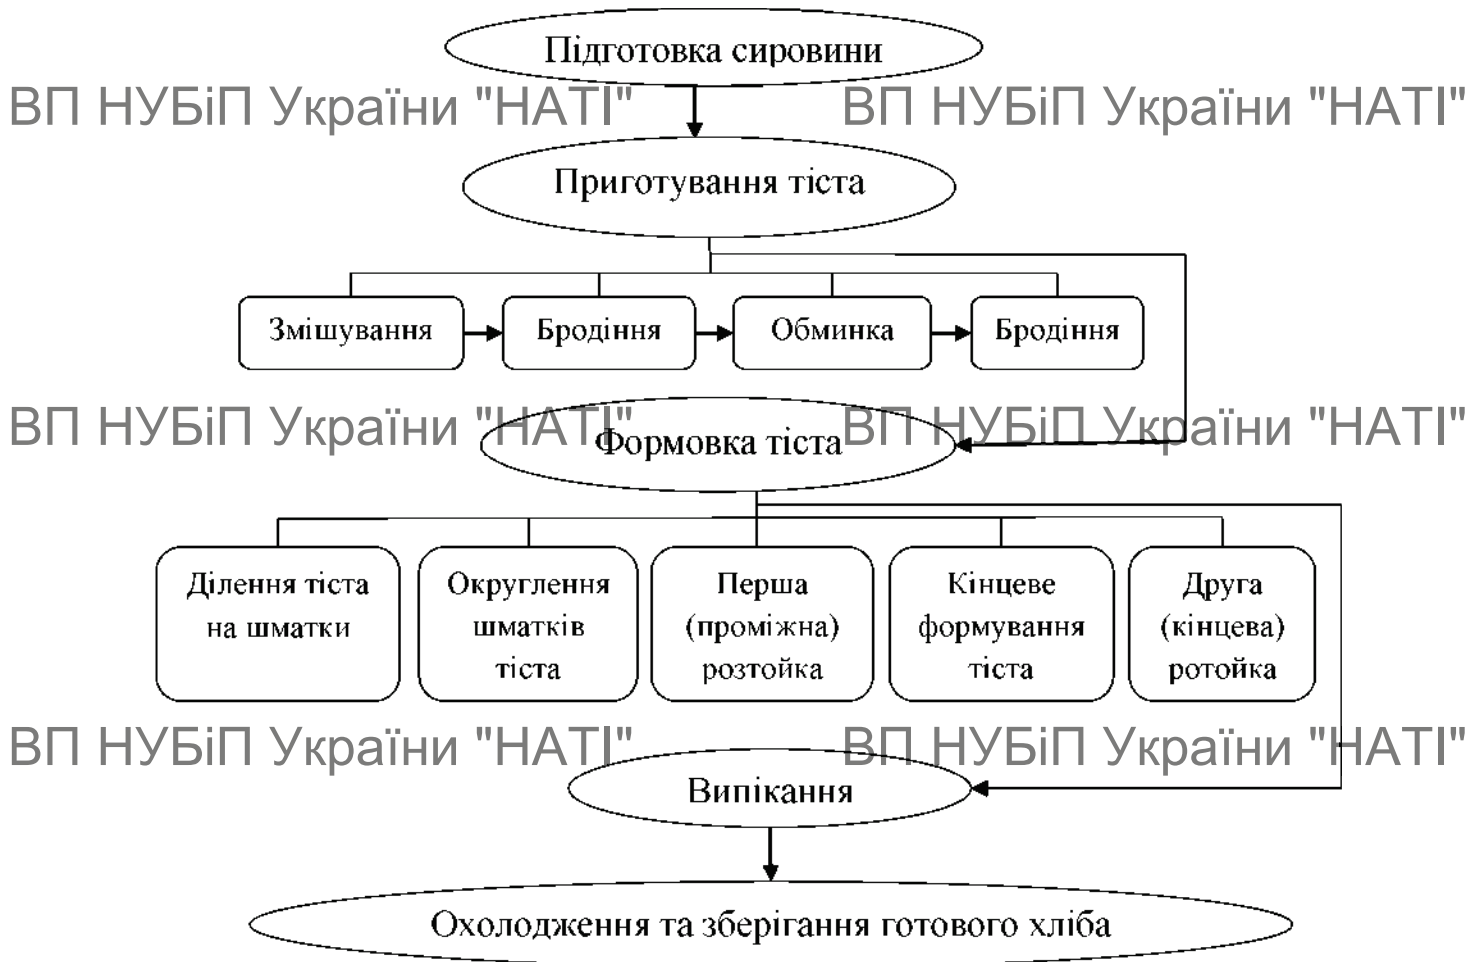 Підготовка сировини
ВП НУБіП України "НАТІ" ВП НУБіП України "НАТІ"
Приготування тіста
Змішування Бродіння Обминка Бродіння
ВП НУБіП України "НАТІ" ВП НУБіП України "НАТІ"
Формовка тіста
Ділення тіста
на шматки
Округлення
шматків
тіста
Перша
(проміжна)
розтойка
Кінцеве
формування
тіста
Друга
(кінцева)
ротойка
ВП НУБіП України "НАТІ" ВП НУБіП України "НАТІ"
Випікання
Охолодження та зберігання готового хліба